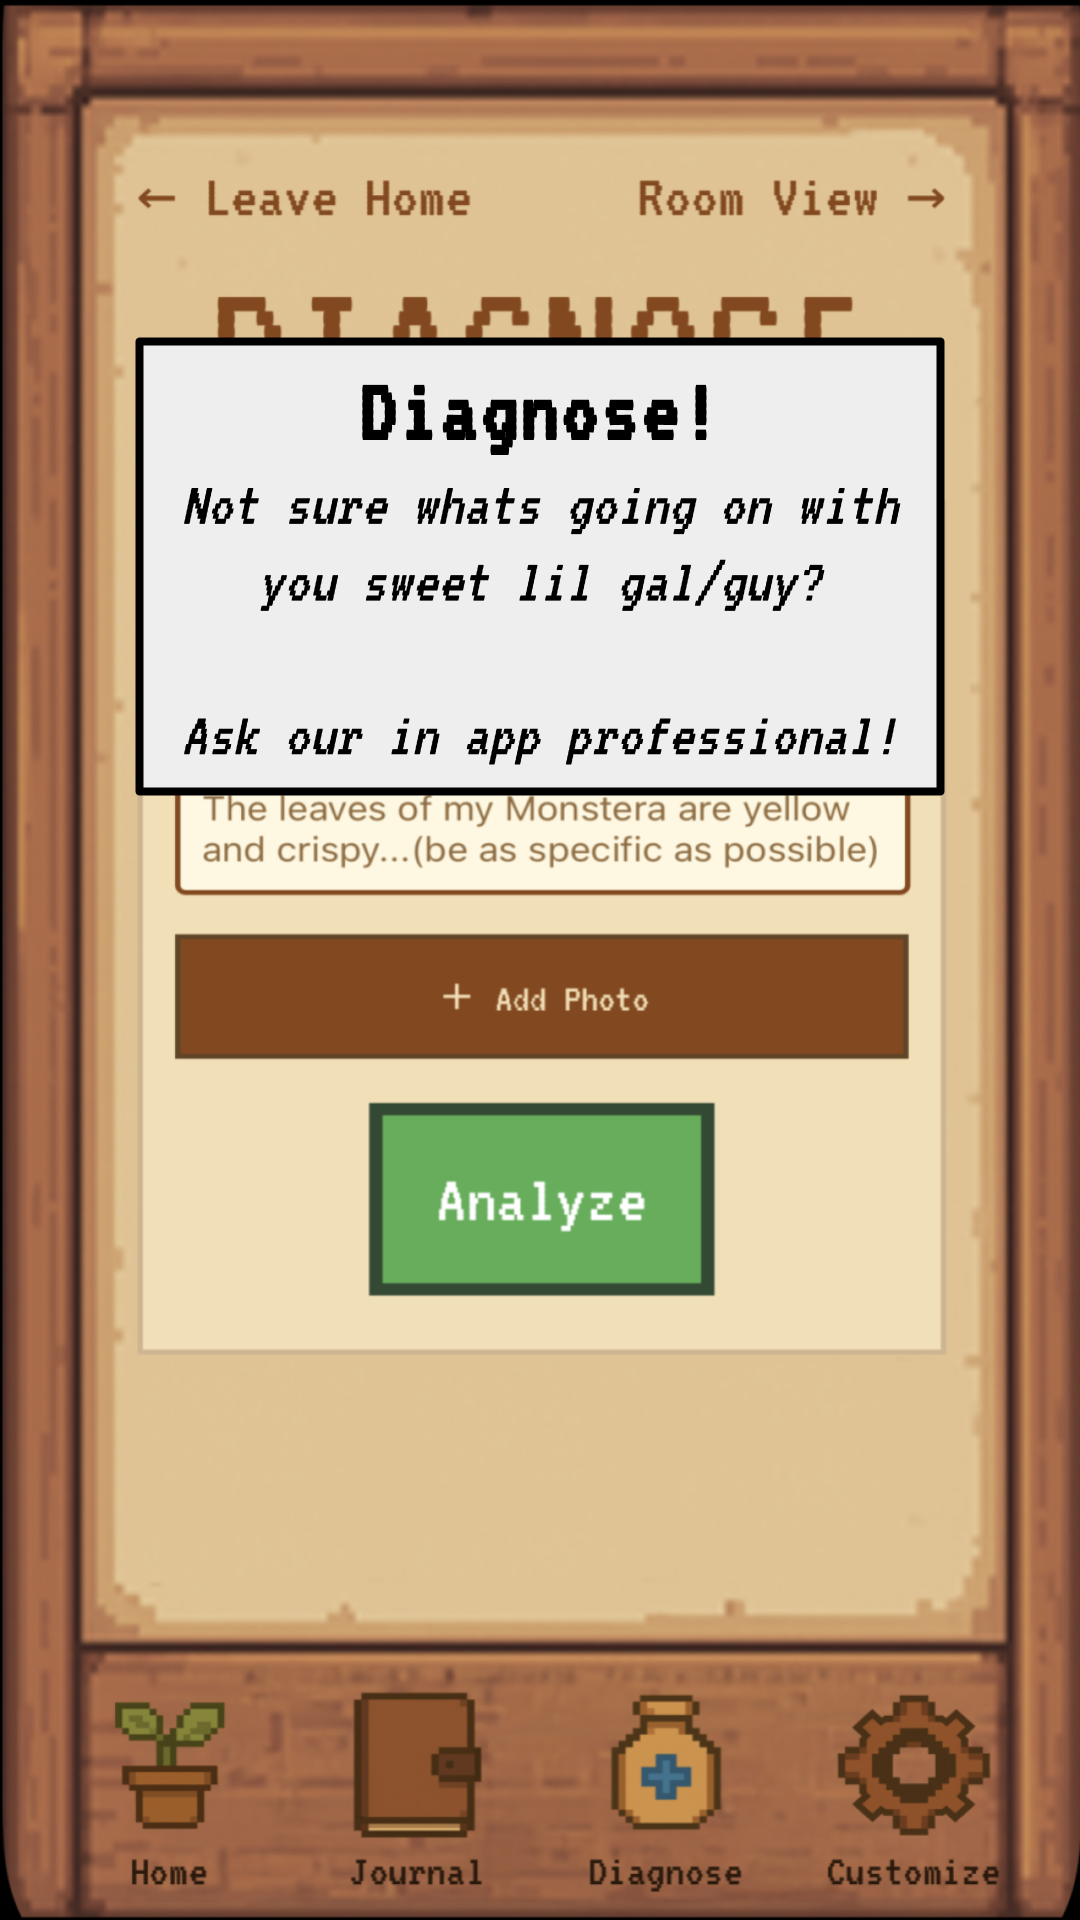 ← Leave Home
Room View →
DIAGNOSE
Diagnose!
Not sure whats going on with
you sweet lil gal/guy?
Ask our in app professional!
The leaves of my Monstera are yellow
and crispy...(be as specific as possible)
+ Add Photo
Analyze
Home
Journal
Diagnose
Customize